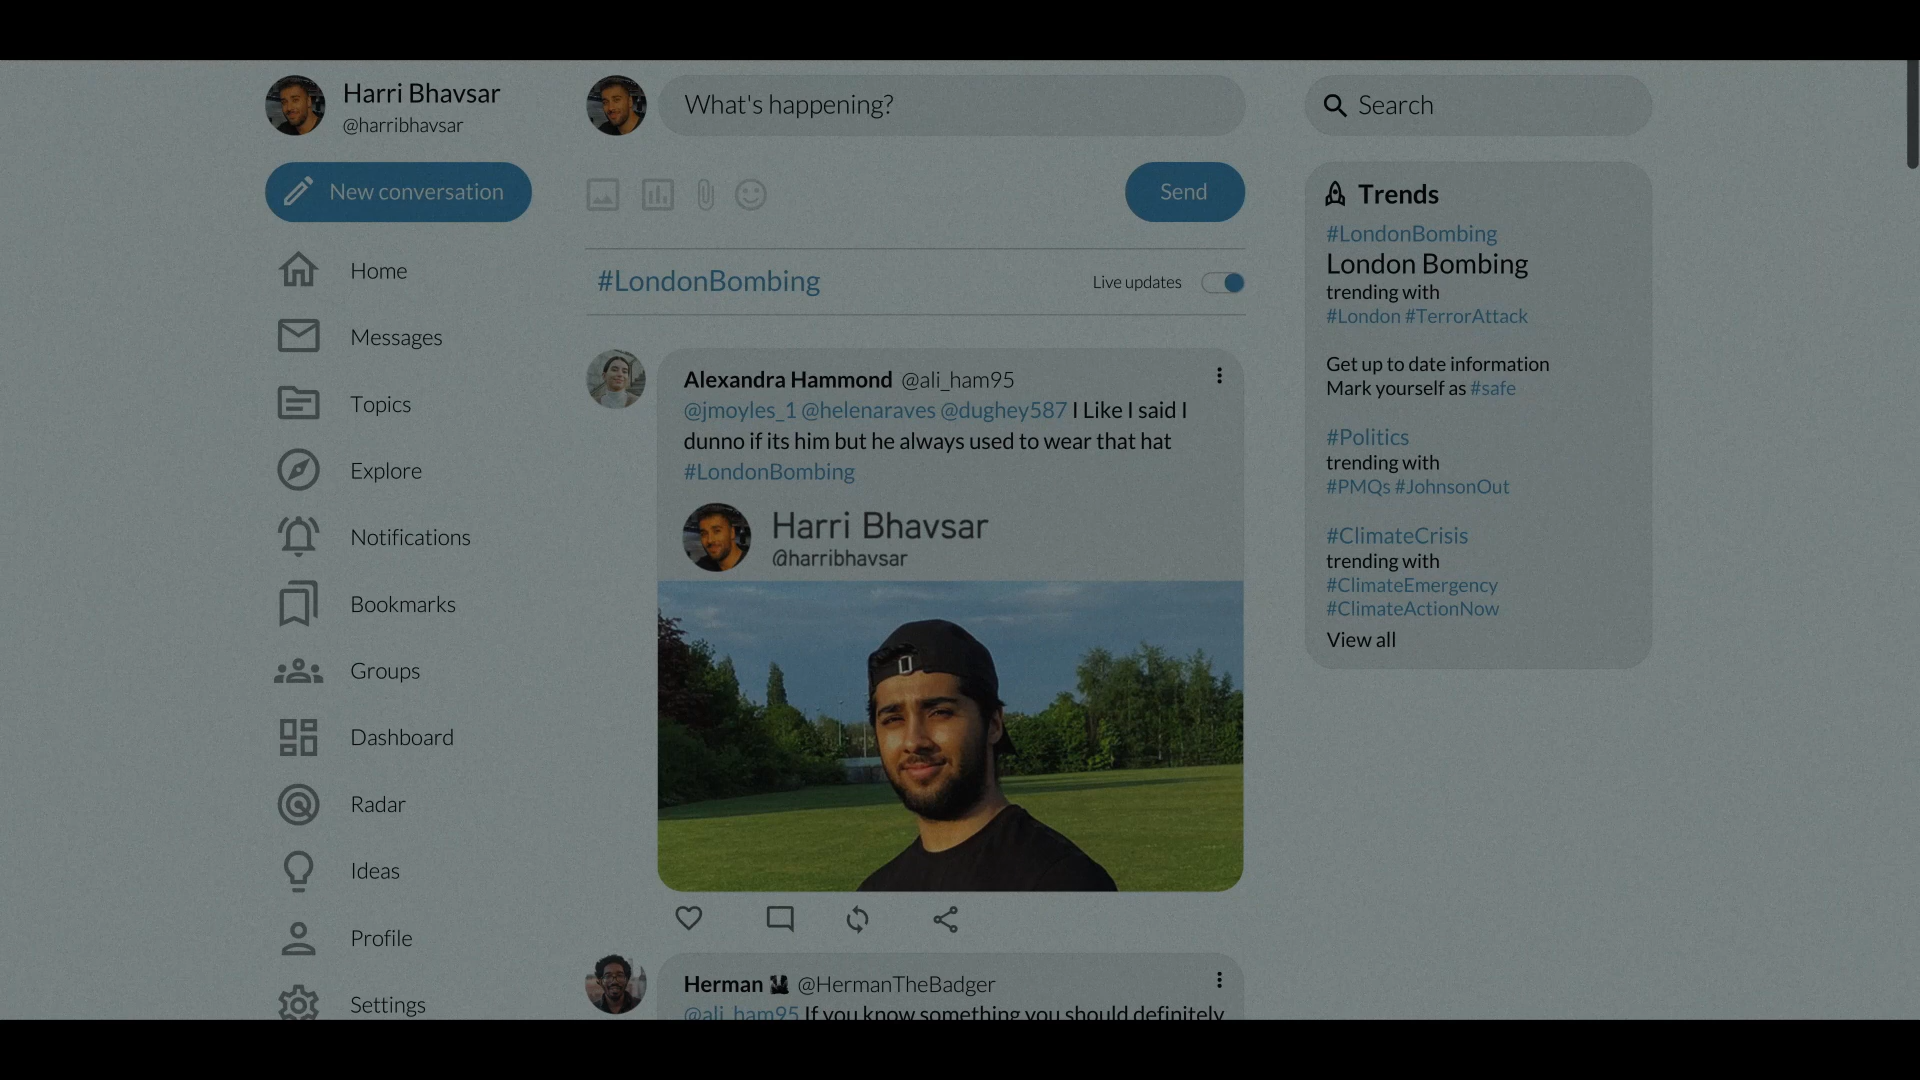 Harri Bhavsar
@harribhavsar
New conversation
Home
Messages
Topics
Explore
Notifications
Bookmarks
Groups
Dashboard
Radar
Ideas
Profile
Settings
What's happening?
Send
#LondonBombing
Live updates
Alexandra Hammond @ali_ham95
@jmoyles_1 @helenaraves @dughey587 I Like I said I
dunno if its him but he always used to wear that hat
#LondonBombing
Harri Bhavsar
@harribhavsar
Herman @HermanTheBadger
@ali_ham95 If you know something you should definitely
Search
Trends
#LondonBombing
London Bombing
trending with
#London #TerrorAttack
Get up to date information
Mark yourself as #safe
#Politics
trending with
#PMQs #JohnsonOut
#ClimateCrisis
trending with
#ClimateEmergency
#ClimateActionNow
View all